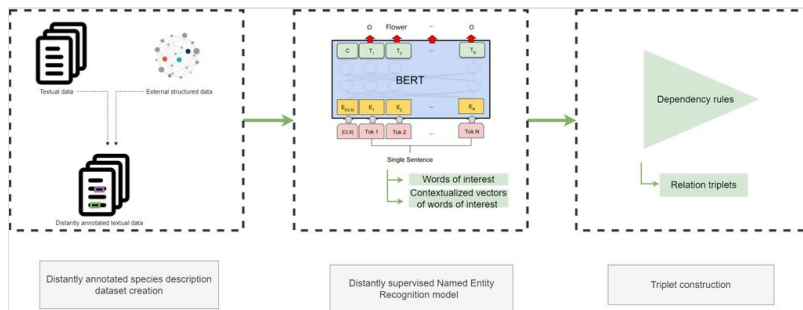 Textual data
External structured data
Distantly annotated textual data
O Flower ... O
C T1 T2 ... TN
BERT
E[CLS] E1 E2 ... EN
[CLS] Tok 1 Tok 2 ... Tok N
Single Sentence
Words of interest
Contextualized vectors
of words of interest
Dependency rules
Relation triplets
Distantly annotated species description
dataset creation
Distantly supervised Named Entity
Recognition model
Triplet construction